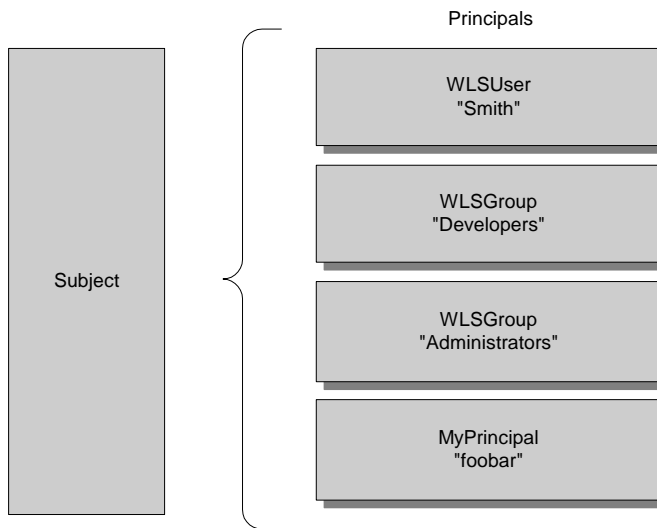 Principals
WLSUser
"Smith"
WLSGroup
"Developers"
Subject
WLSGroup
"Administrators"
MyPrincipal
"foobar"